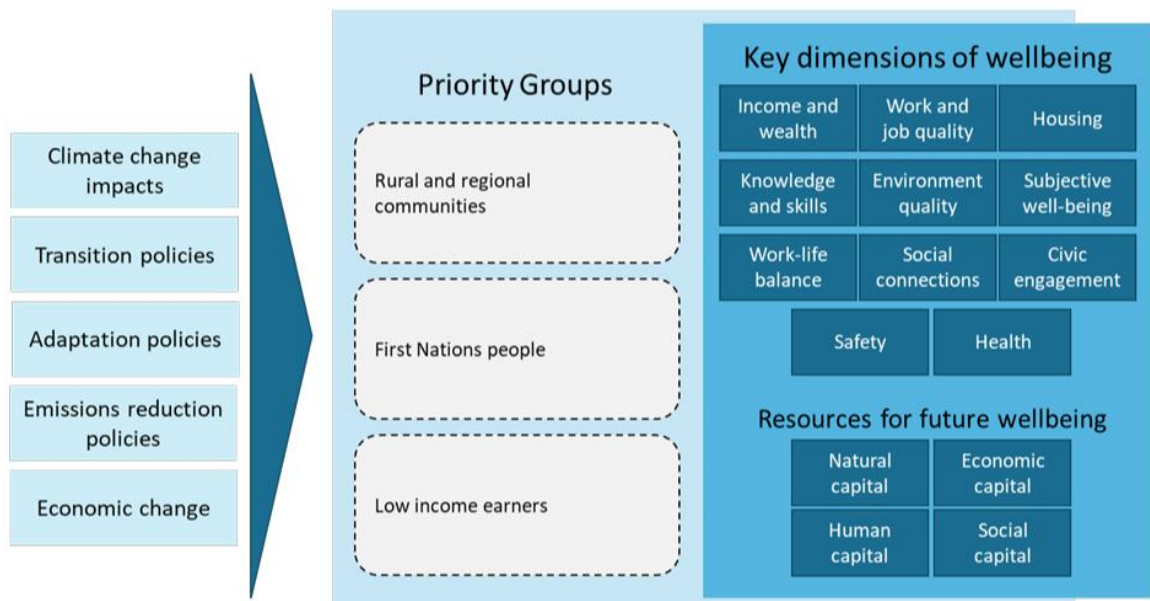 Climate change
impacts
Transition policies
Adaptation policies
Emissions reduction
policies
Economic change
Priority Groups
Rural and regional
communities
First Nations people
Low income earners
Key dimensions of wellbeing
Income and
wealth
Work and
job quality
Housing
Knowledge
and skills
Environment
quality
Subjective
well-being
Work-life
balance
Social
connections
Civic
engagement
Safety
Health
Resources for future wellbeing
Natural
capital
Economic
capital
Human
capital
Social
capital